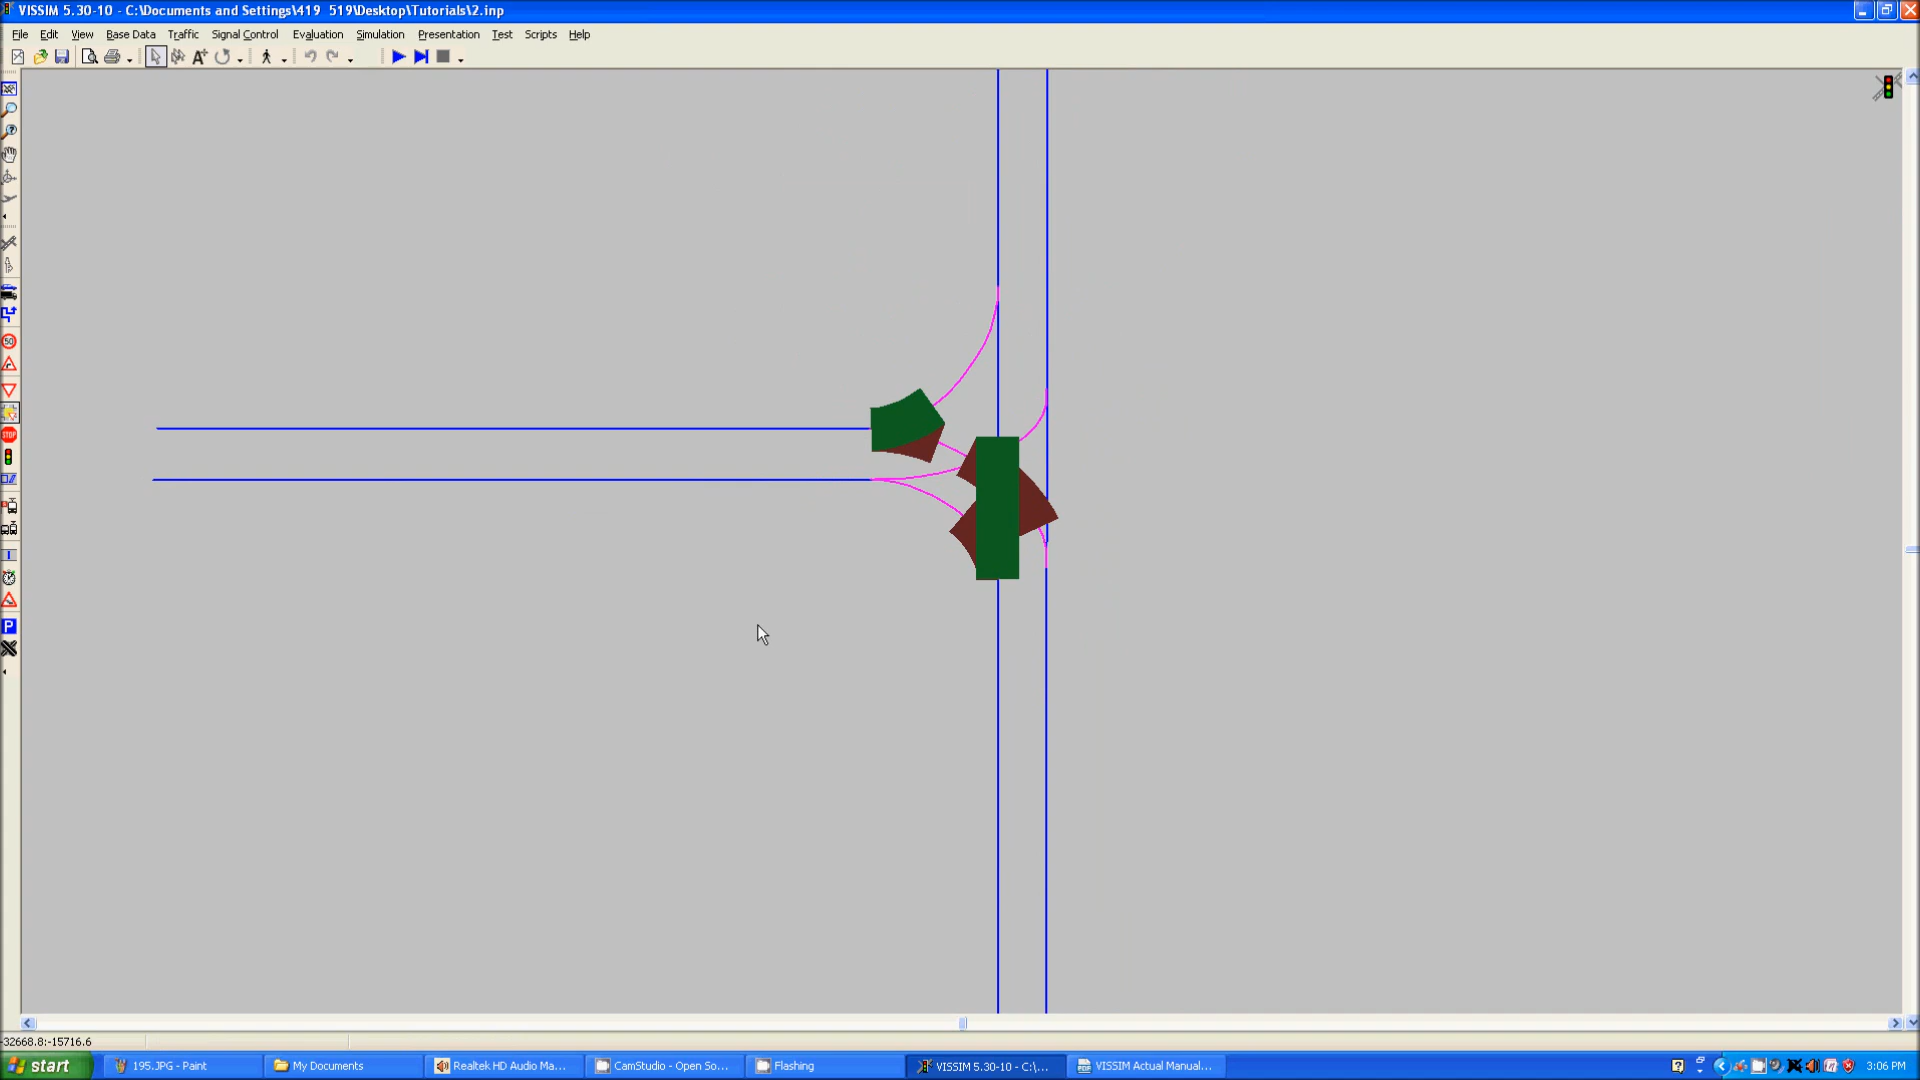 VISSIM 5.30-10 - C:\Documents and Settings\419 519\Desktop\Tutorials\2.inp
File Edit View Base Data Traffic Signal Control Evaluation Simulation Presentation Test Scripts Help
50
STOP
P
-32668.8:-15716.6
start 195.JPG - Paint My Documents Realtek HD Audio Ma... CamStudio - Open So... Flashing VISSIM 5.30-10 - C:\... VISSIM Actual Manual... 3:06 PM